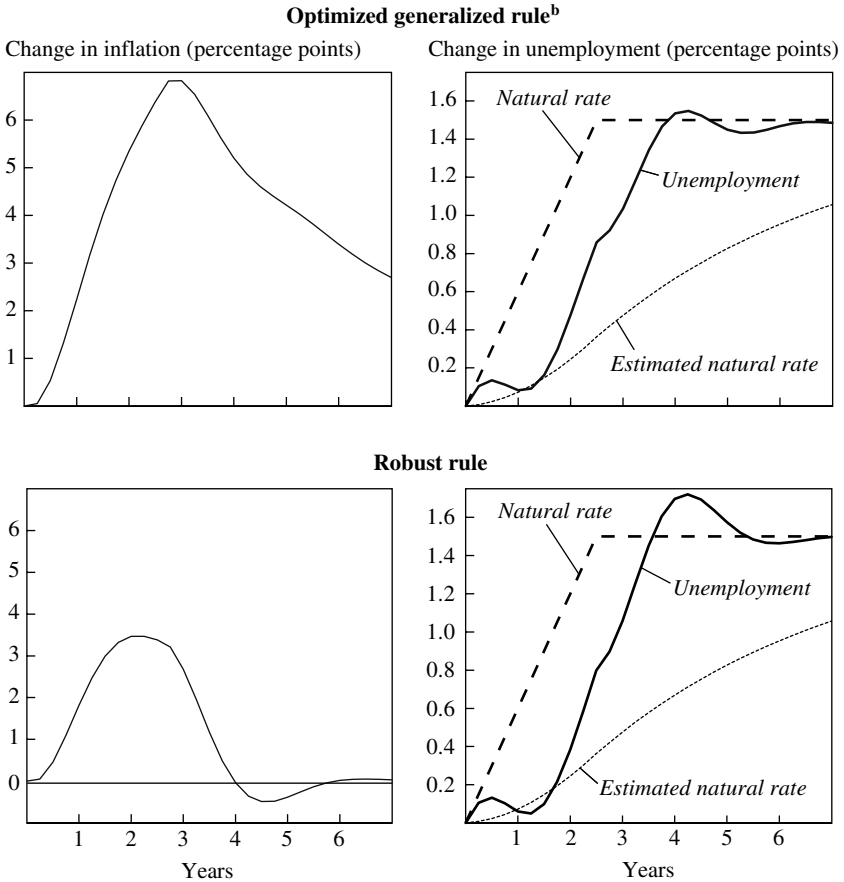 Optimized generalized ruleᵇ
Change in inflation (percentage points)
6
5
4
3
2
1
Change in unemployment (percentage points)
1.6
1.4
1.2
1.0
0.8
0.6
0.4
0.2
Natural rate
Unemployment
Estimated natural rate
Robust rule
6
5
4
3
2
1
0
1 2 3 4 5 6
Years
1.6
1.4
1.2
1.0
0.8
0.6
0.4
0.2
Natural rate
Unemployment
Estimated natural rate
1 2 3 4 5 6
Years